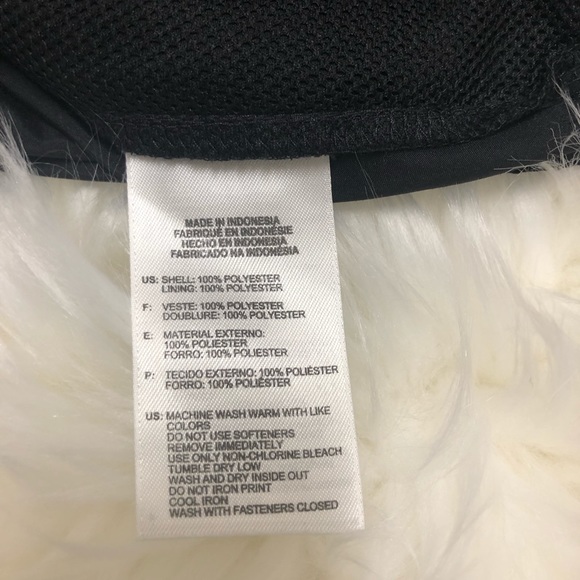 MADE IN INDONESIA
FABRIQUÉ EN INDONÉSIE
HECHO EN INDONESIA
FABRICADO NA INDONÉSIA
US: SHELL: 100% POLYESTER
LINING: 100% POLYESTER
F: VESTE: 100% POLYESTER
DOUBLURE: 100% POLYESTER
E: MATERIAL EXTERNO:
100% POLIESTER
FORRO: 100% POLIESTER
P: TECIDO EXTERNO: 100% POLIÉSTER
FORRO: 100% POLIÉSTER
US: MACHINE WASH WARM WITH LIKE
COLORS
DO NOT USE SOFTENERS
REMOVE IMMEDIATELY
USE ONLY NON-CHLORINE BLEACH
TUMBLE DRY LOW
WASH AND DRY INSIDE OUT
DO NOT IRON PRINT
COOL IRON
WASH WITH FASTENERS CLOSED